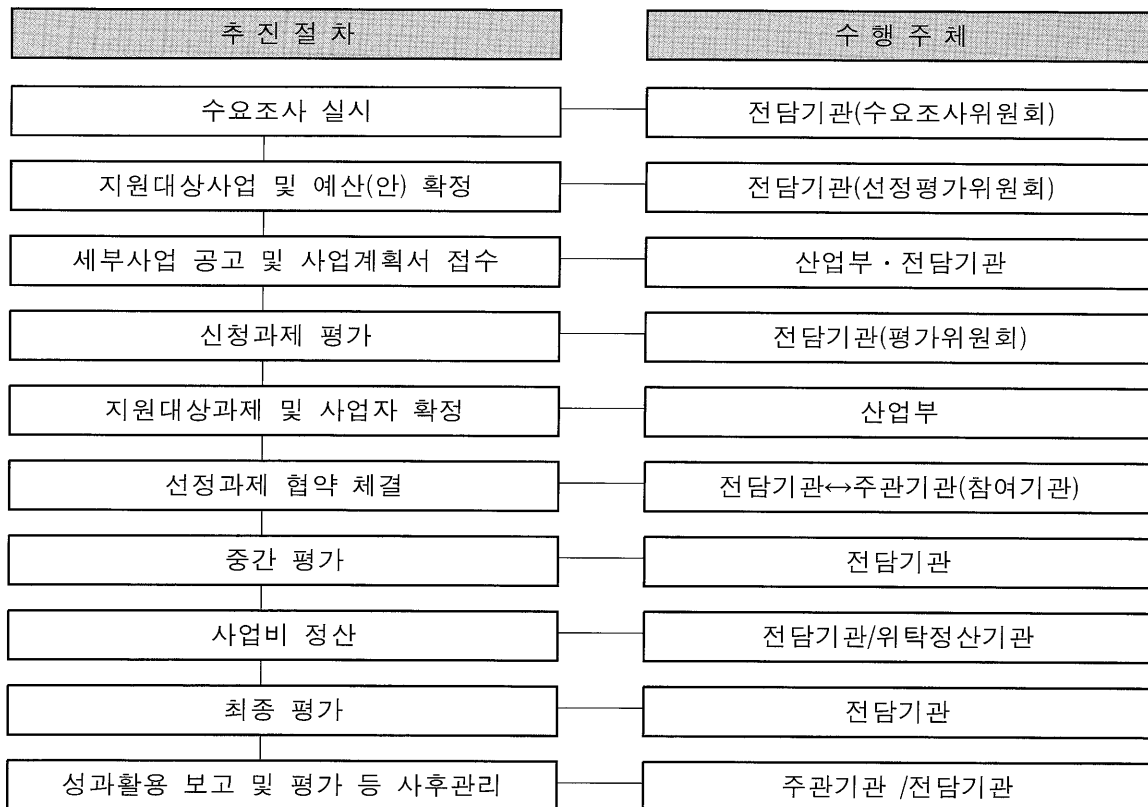 추진절차 수행주체
수요조사 실시 전담기관(수요조사위원회)
지원대상사업 및 예산(안) 확정 전담기관(선정평가위원회)
세부사업 공고 및 사업계획서 접수 산업부·전담기관
신청과제 평가 전담기관(평가위원회)
지원대상과제 및 사업자 확정 산업부
선정과제 협약 체결 전담기관↔주관기관(참여기관)
중간 평가 전담기관
사업비 정산 전담기관/위탁정산기관
최종 평가 전담기관
성과활용 보고 및 평가 등 사후관리 주관기관 /전담기관